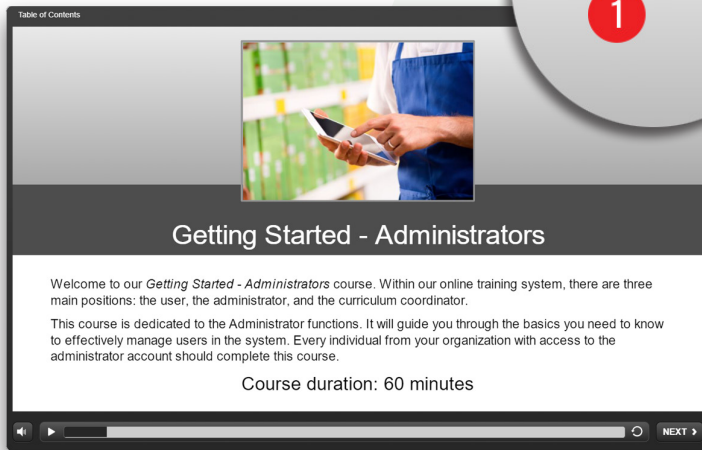 Table of Contents
1
Getting Started - Administrators
Welcome to our Getting Started - Administrators course. Within our online training system, there are three
main positions: the user, the administrator, and the curriculum coordinator.
This course is dedicated to the Administrator functions. It will guide you through the basics you need to know
to effectively manage users in the system. Every individual from your organization with access to the
administrator account should complete this course.
Course duration: 60 minutes
NEXT >